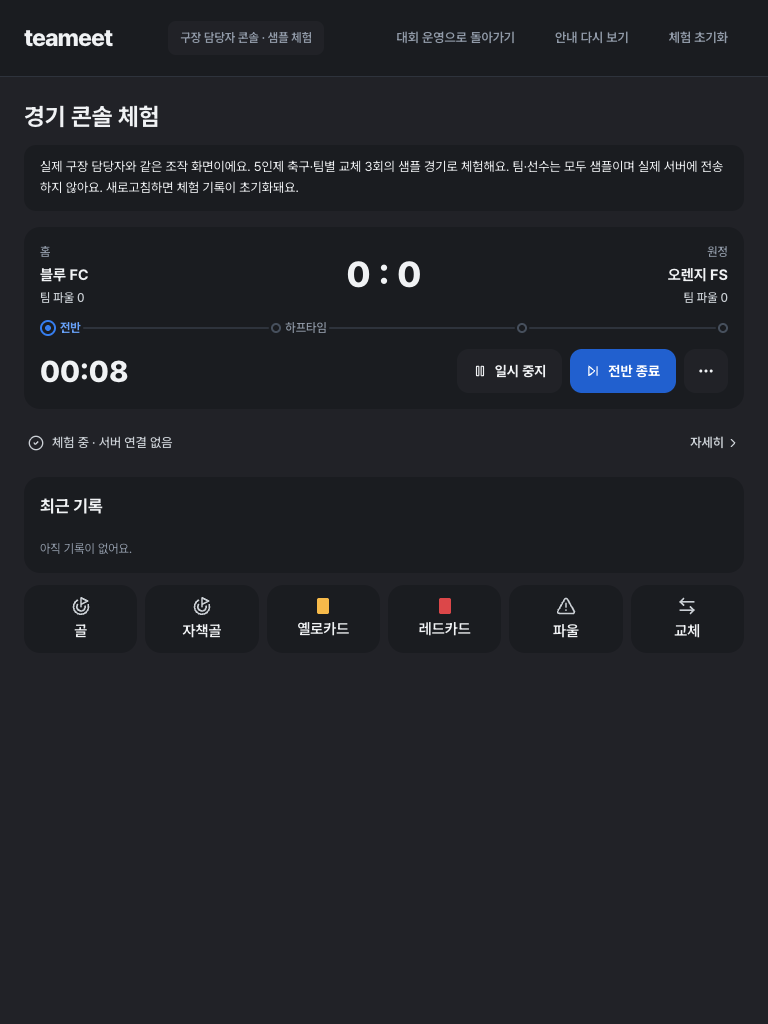 teameet
구장 담당자 콘솔 · 샘플 체험
대회 운영으로 돌아가기
안내 다시 보기
체험 초기화
경기 콘솔 체험
실제 구장 담당자와 같은 조작 화면이에요. 5인제 축구·팀별 교체 3회의 샘플 경기로 체험해요. 팀·선수는 모두 샘플이며 실제 서버에 전송
하지 않아요. 새로고침하면 체험 기록이 초기화돼요.
홈
블루 FC
팀 파울 0
0 : 0
원정
오렌지 FS
팀 파울 0
전반
하프타임
00:08
일시 중지
전반 종료
체험 중 · 서버 연결 없음
자세히
최근 기록
아직 기록이 없어요.
골
자책골
옐로카드
레드카드
파울
교체